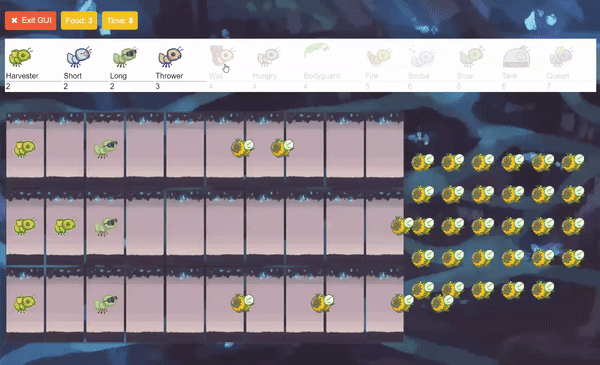 ✖ Exit GUI Food: 3 Time: 8
Harvester Short Long Thrower Wall Hungry Bodyguard Fire Scuba Slow Tank Queen
2 2 2 3 4 4 4 5 6 6 6 7